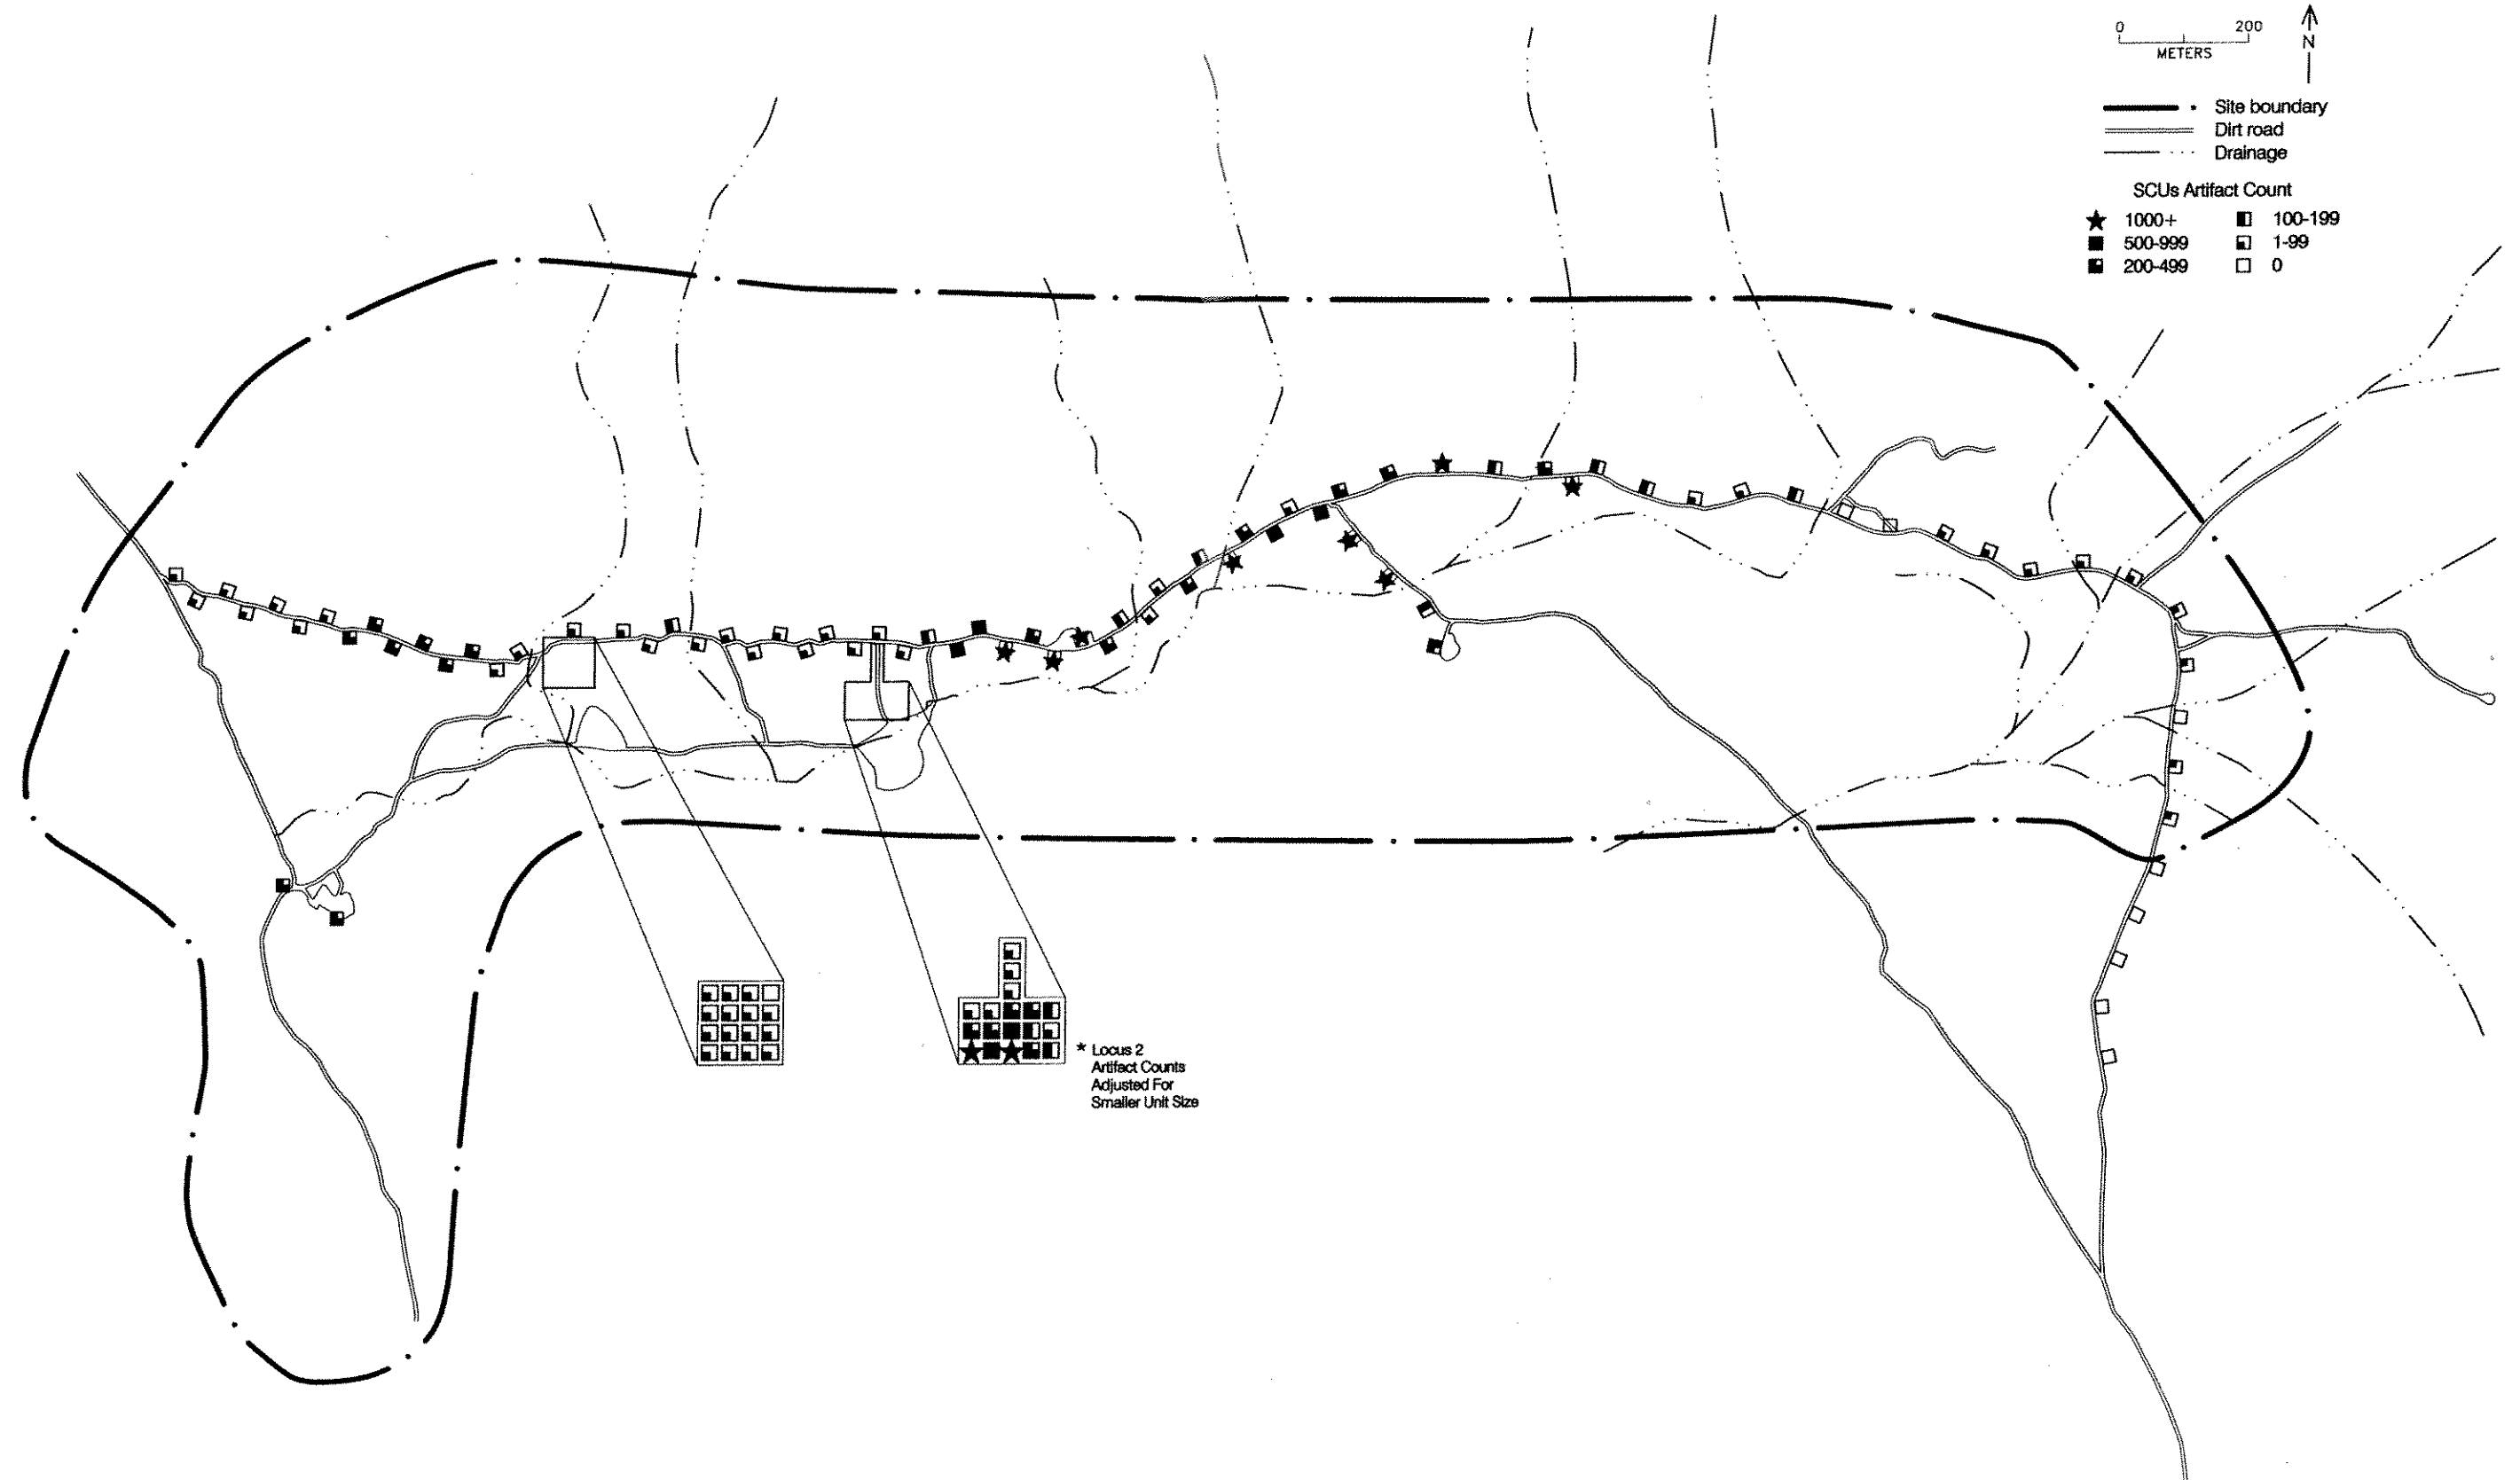 0 200
METERS
N
Site boundary
Dirt road
Drainage
SCUs Artifact Count
1000+
500-999
200-499
100-199
1-99
0
* Locus 2
Artifact Counts
Adjusted For
Smaller Unit Size